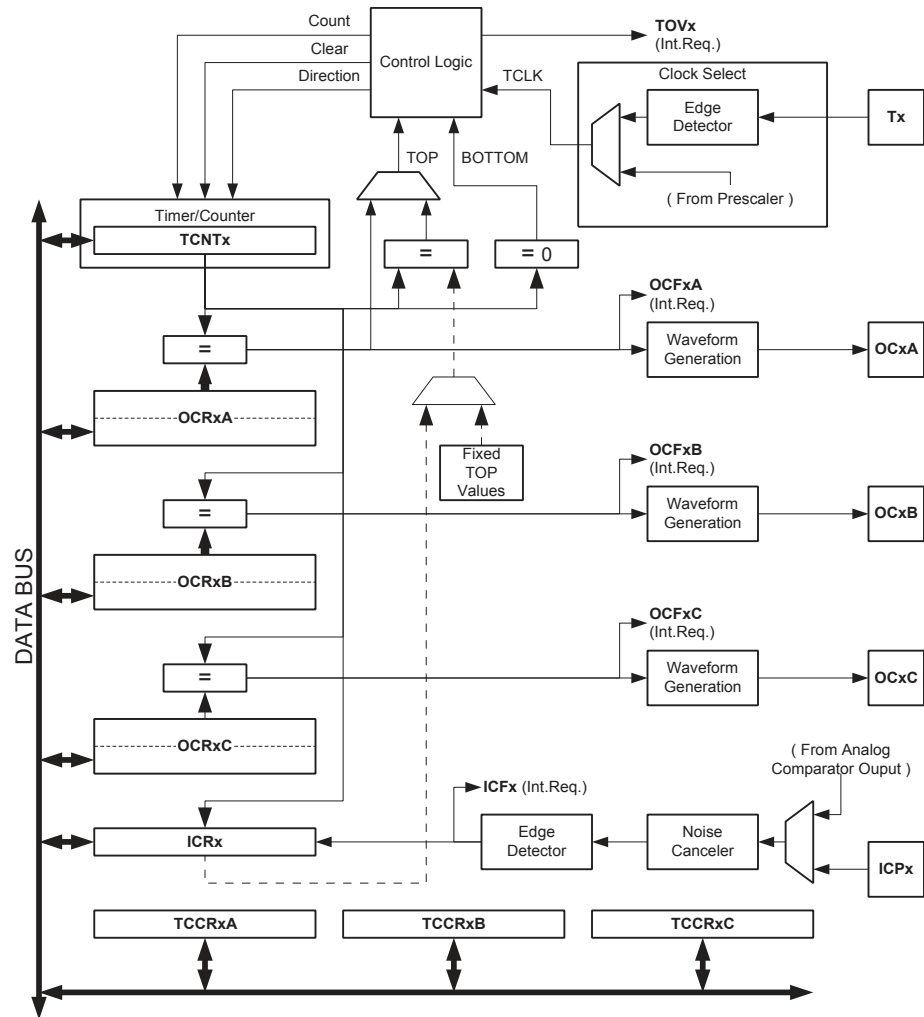 Count
Clear
Direction
Control Logic
TOVx
(Int.Req.)
TCLK
Clock Select
Edge
Detector
Tx
( From Prescaler )
TOP
BOTTOM
Timer/Counter
TCNTx
=
= 0
OCFxA
(Int.Req.)
=
Waveform
Generation
OCxA
OCRxA
Fixed
TOP
Values
OCFxB
(Int.Req.)
=
Waveform
Generation
OCxB
OCRxB
DATA BUS
OCFxC
(Int.Req.)
=
Waveform
Generation
OCxC
OCRxC
( From Analog
Comparator Ouput )
ICFx (Int.Req.)
ICRx
Edge
Detector
Noise
Canceler
ICPx
TCCRxA
TCCRxB
TCCRxC